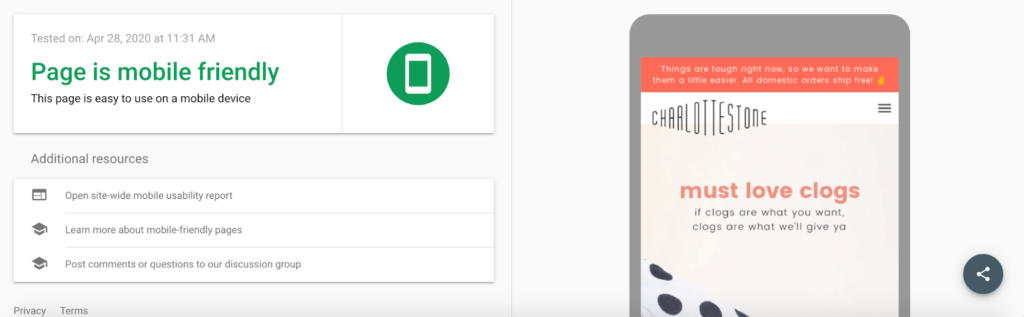 Tested on: Apr 28, 2020 at 11:31 AM
Page is mobile friendly
This page is easy to use on a mobile device
Additional resources
Open site-wide mobile usability report
Learn more about mobile-friendly pages
Post comments or questions to our discussion group
Privacy Terms
Things are tough right now, so we want to make
them a little easier. All domestic orders ship free! ✌
CHARLOTTESTONE
must love clogs
if clogs are what you want,
clogs are what we'll give ya